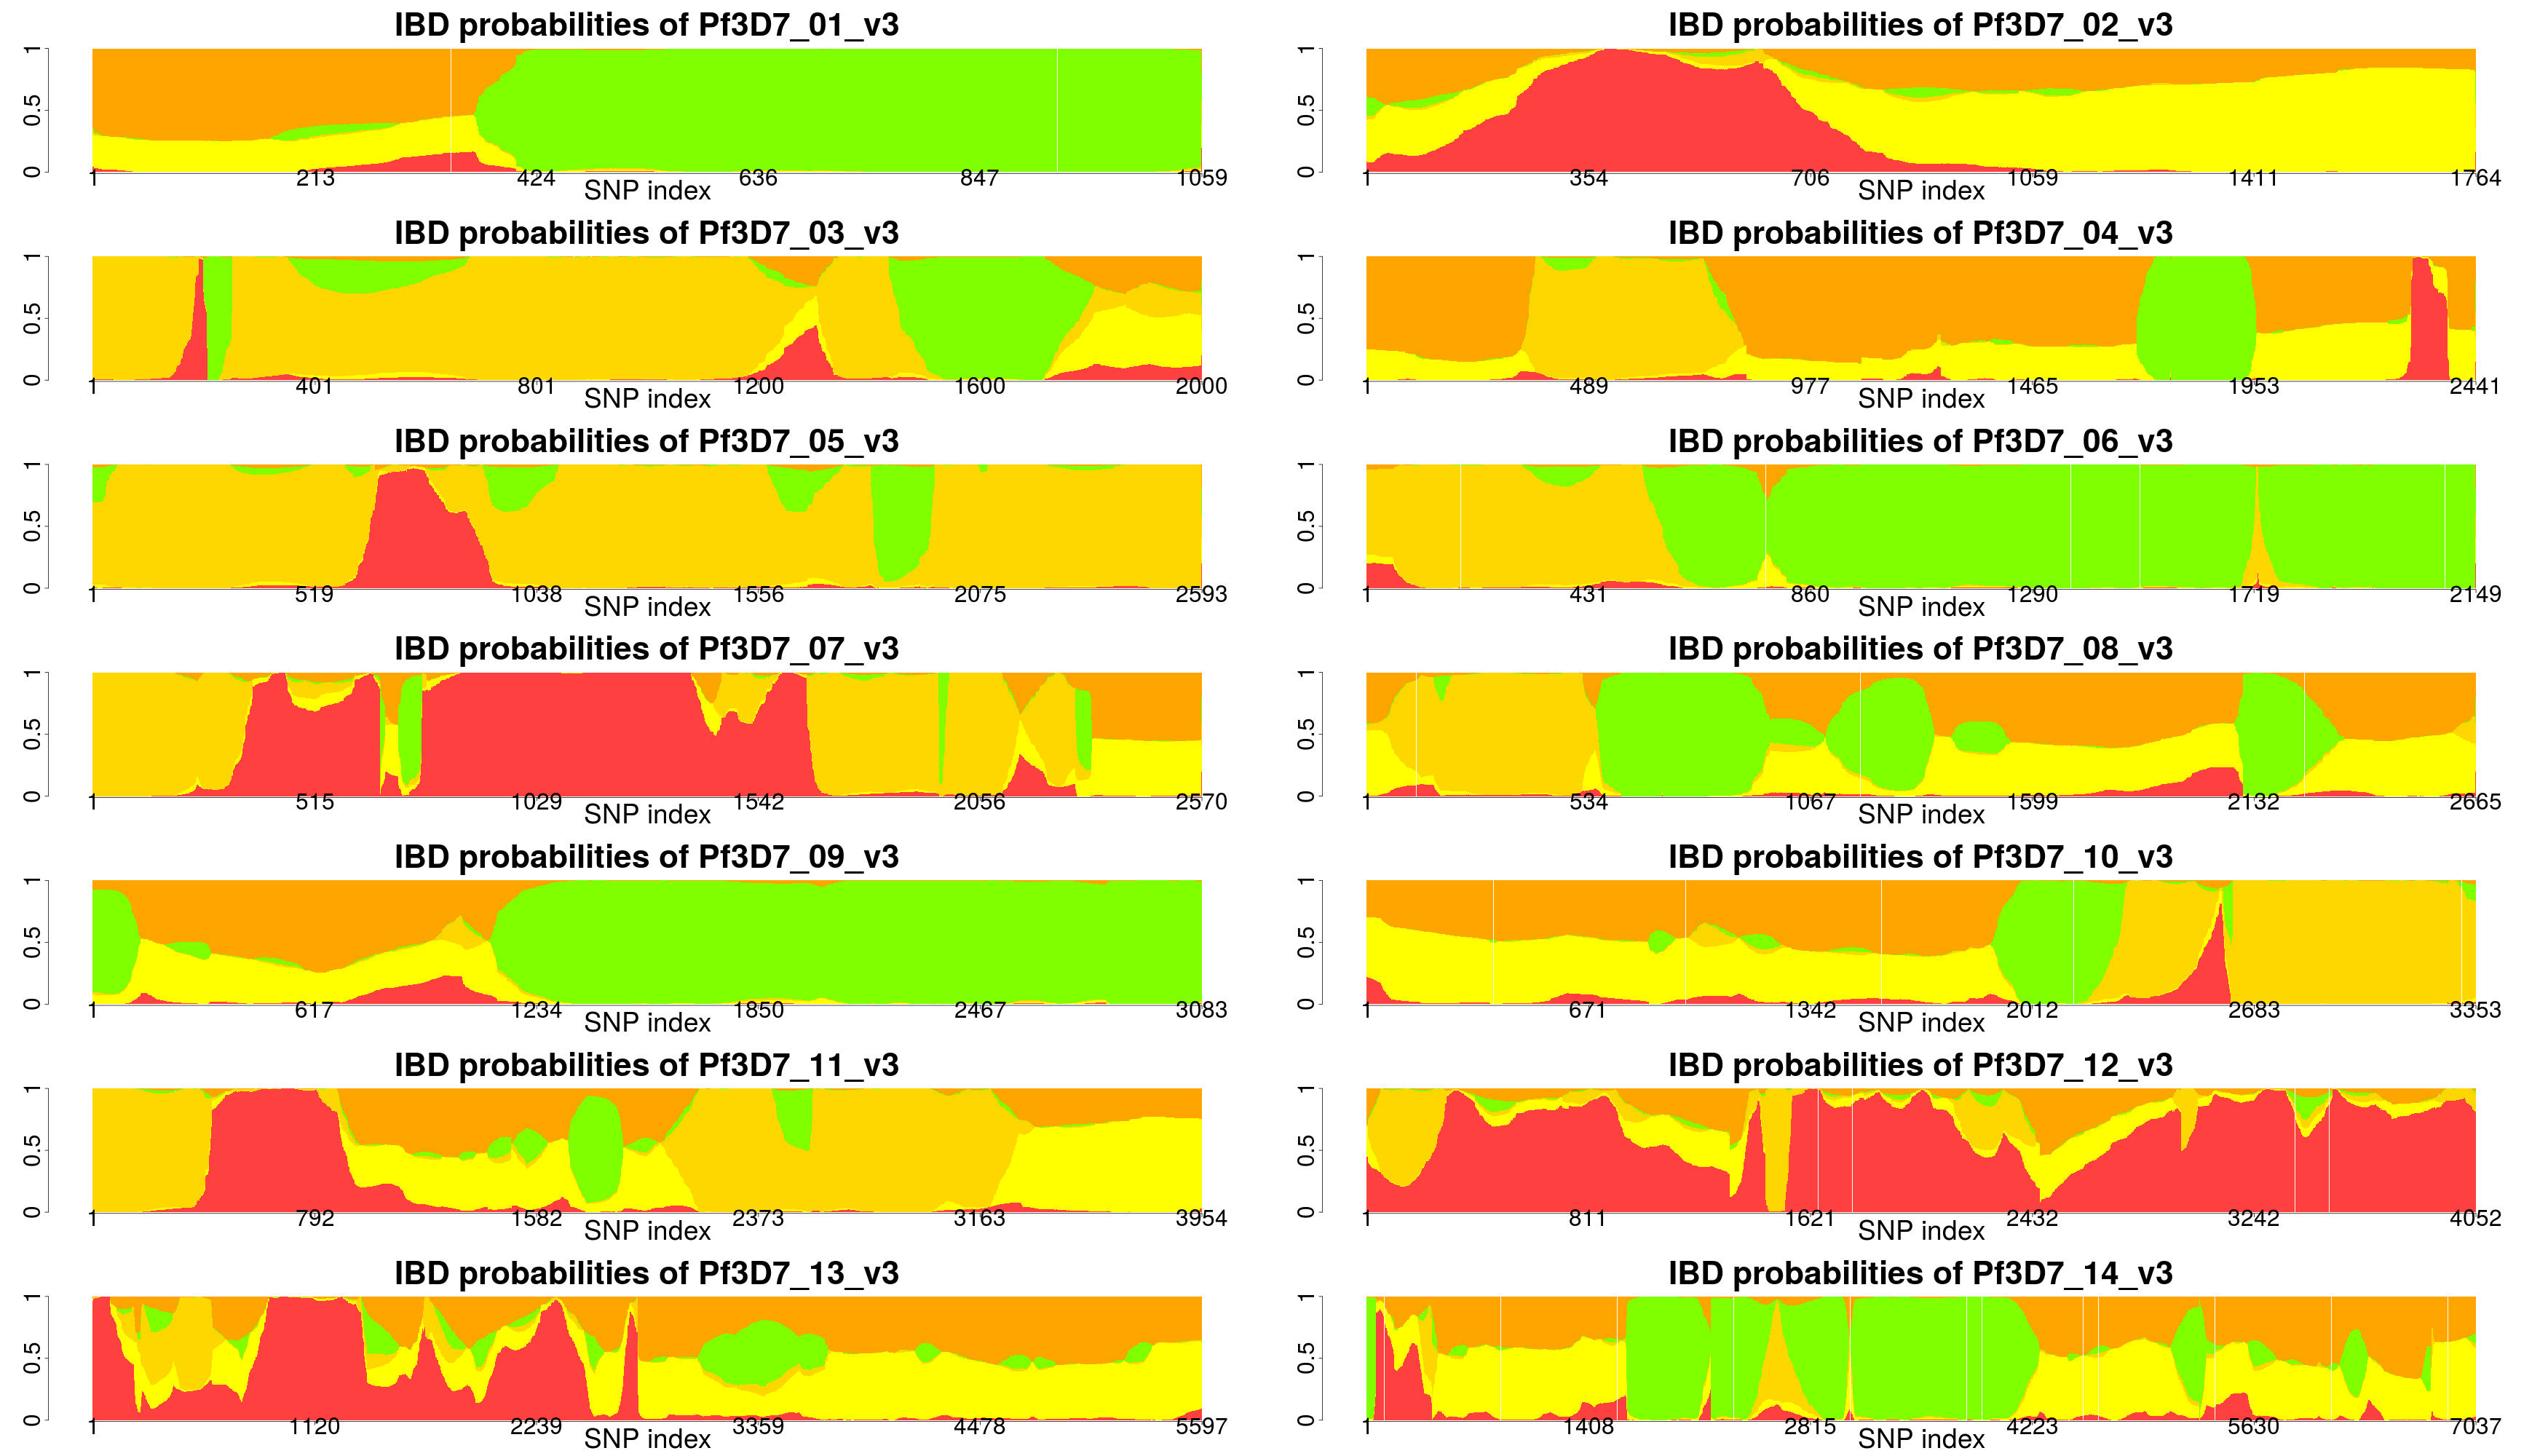 IBD probabilities of Pf3D7_01_v3
0 0.5 1
1 213 424 636 847 1059
SNP index
IBD probabilities of Pf3D7_02_v3
0 0.5 1
1 354 706 1059 1411 1764
SNP index
IBD probabilities of Pf3D7_03_v3
0 0.5 1
1 401 801 1200 1600 2000
SNP index
IBD probabilities of Pf3D7_04_v3
0 0.5 1
1 489 977 1465 1953 2441
SNP index
IBD probabilities of Pf3D7_05_v3
0 0.5 1
1 519 1038 1556 2075 2593
SNP index
IBD probabilities of Pf3D7_06_v3
0 0.5 1
1 431 860 1290 1719 2149
SNP index
IBD probabilities of Pf3D7_07_v3
0 0.5 1
1 515 1029 1542 2056 2570
SNP index
IBD probabilities of Pf3D7_08_v3
0 0.5 1
1 534 1067 1599 2132 2665
SNP index
IBD probabilities of Pf3D7_09_v3
0 0.5 1
1 617 1234 1850 2467 3083
SNP index
IBD probabilities of Pf3D7_10_v3
0 0.5 1
1 671 1342 2012 2683 3353
SNP index
IBD probabilities of Pf3D7_11_v3
0 0.5 1
1 792 1582 2373 3163 3954
SNP index
IBD probabilities of Pf3D7_12_v3
0 0.5 1
1 811 1621 2432 3242 4052
SNP index
IBD probabilities of Pf3D7_13_v3
0 0.5 1
1 1120 2239 3359 4478 5597
SNP index
IBD probabilities of Pf3D7_14_v3
0 0.5 1
1 1408 2815 4223 5630 7037
SNP index